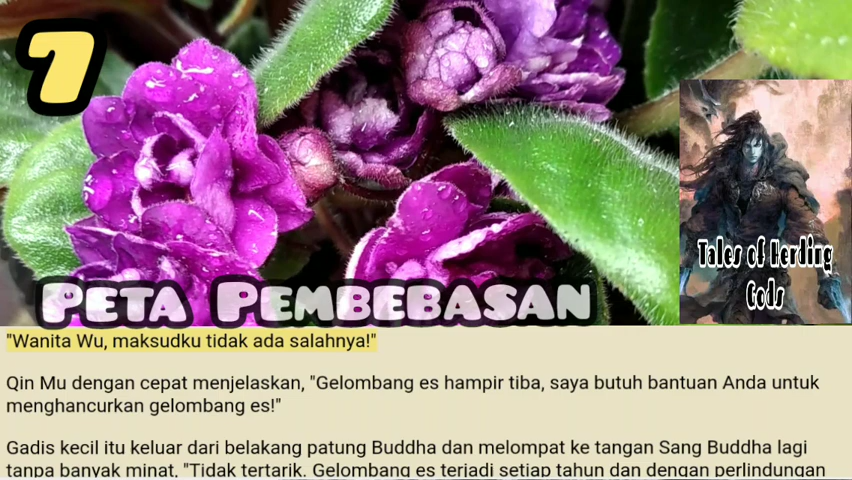 7
PETA PEMBEBASAN
Tales of Herding
Gods
"Wanita Wu, maksudku tidak ada salahnya!"
Qin Mu dengan cepat menjelaskan, "Gelombang es hampir tiba, saya butuh bantuan Anda untuk
menghancurkan gelombang es!"
Gadis kecil itu keluar dari belakang patung Buddha dan melompat ke tangan Sang Buddha lagi
tanpa banyak minat, "Tidak tertarik. Gelombang es terjadi setiap tahun dan dengan perlindungan